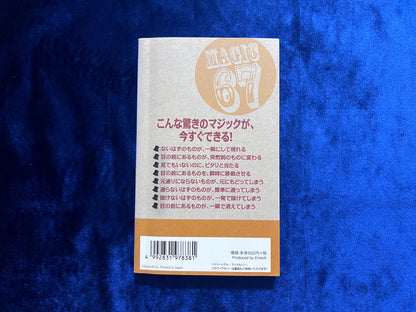 MAGIC
67
こんな驚きのマジックが、
今すぐできる!
ないはずのものが、一瞬にして現れる
目の前にあるものが、突然別のものに変わる
見てもいないのに、ピタリと当たる
目の前にあるものを、瞬時に移動させる
元通りにならないものが、元にもどってしまう
通らないはずのものが、簡単に通ってしまう
抜けないはずのものが、一発で抜けてしまう
目の前にあるものが、一瞬で消えてしまう
価格:本体552円+税
Produced by
4 992831 978381
Printed in Japan